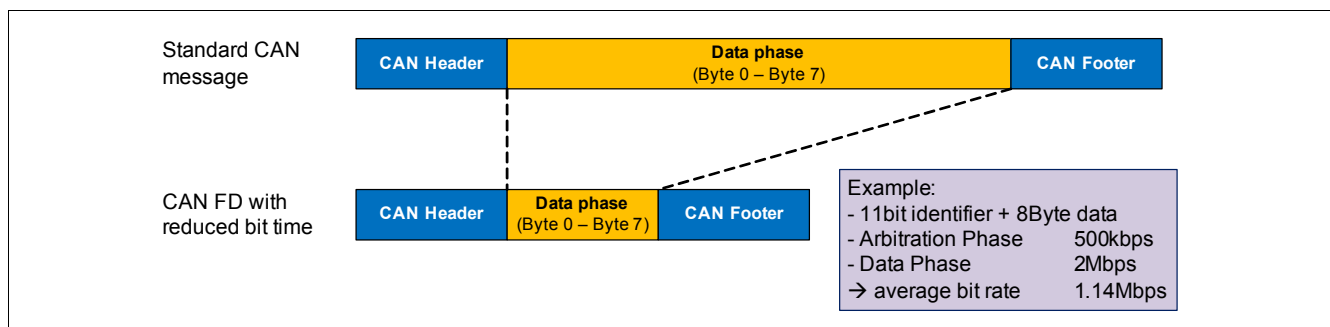 Standard CAN
message
CAN Header
Data phase
(Byte 0 – Byte 7)
CAN Footer
CAN FD with
reduced bit time
CAN Header
Data phase
(Byte 0 – Byte 7)
CAN Footer
Example:
- 11bit identifier + 8Byte data
- Arbitration Phase 500kbps
- Data Phase 2Mbps
→ average bit rate 1.14Mbps